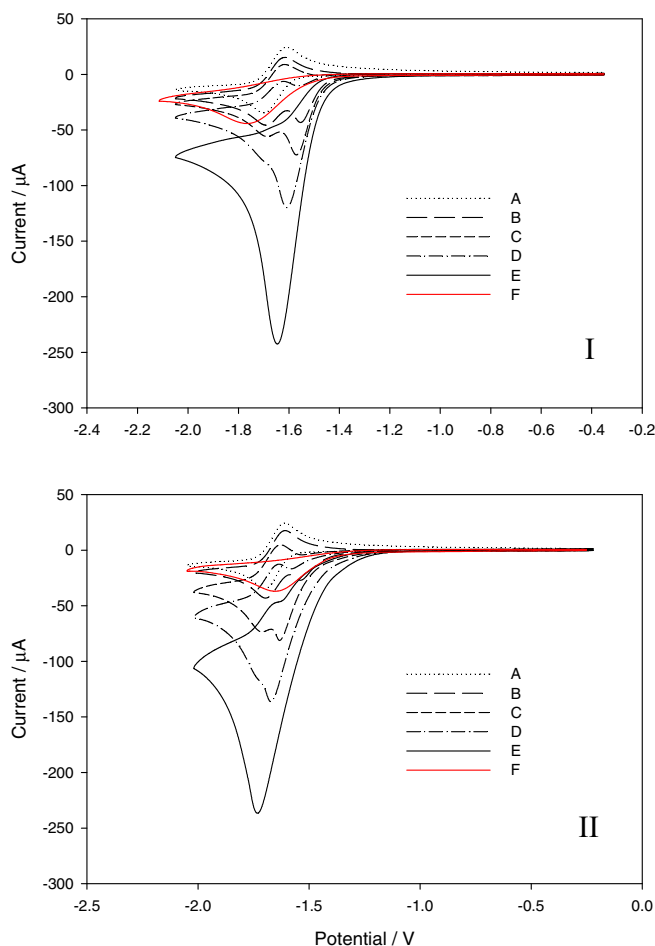 50
0
-50
-100
-150
-200
-250
-300
Current / μA
A
B
C
D
E
F
I
-2.4 -2.2 -2.0 -1.8 -1.6 -1.4 -1.2 -1.0 -0.8 -0.6 -0.4 -0.2
50
0
-50
-100
-150
-200
-250
-300
Current / μA
A
B
C
D
E
F
II
-2.5 -2.0 -1.5 -1.0 -0.5 0.0
Potential / V